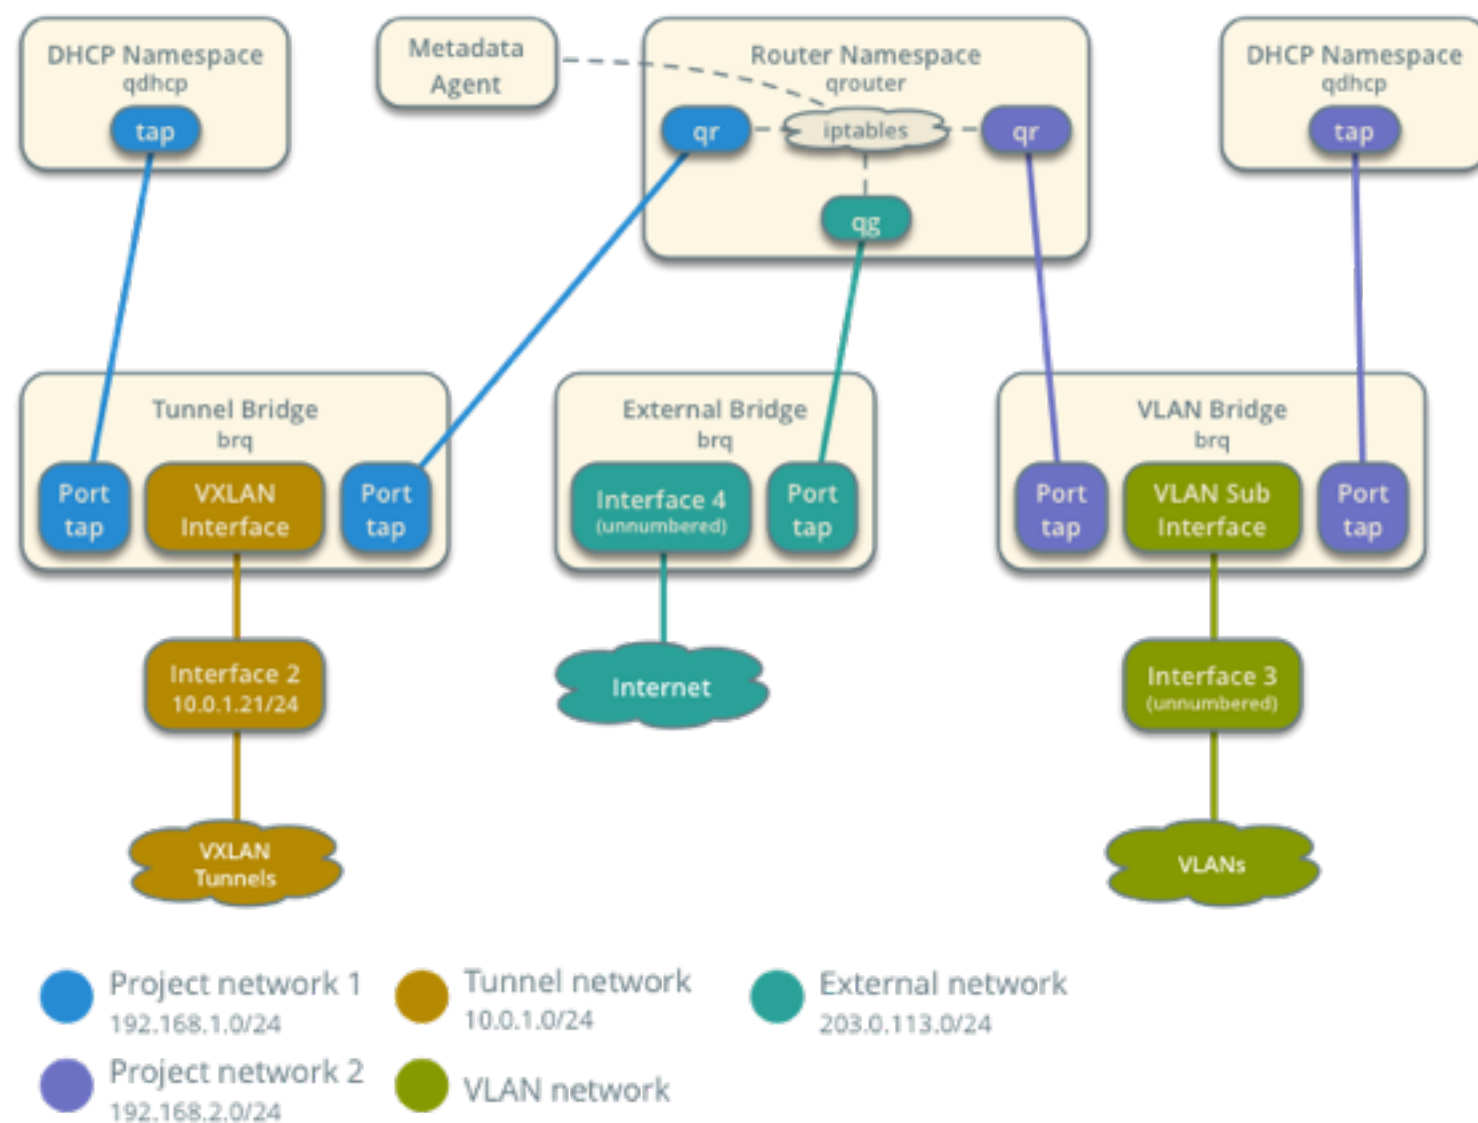 DHCP Namespace
qdhcp
tap
Metadata
Agent
Router Namespace
qrouter
qr
iptables
qr
qg
DHCP Namespace
qdhcp
tap
Tunnel Bridge
brq
Port
tap
VXLAN
Interface
Port
tap
External Bridge
brq
Interface 4
(unnumbered)
Port
tap
VLAN Bridge
brq
Port
tap
VLAN Sub
Interface
Port
tap
Interface 2
10.0.1.21/24
Internet
Interface 3
(unnumbered)
VXLAN
Tunnels
VLANs
Project network 1
192.168.1.0/24
Tunnel network
10.0.1.0/24
External network
203.0.113.0/24
Project network 2
192.168.2.0/24
VLAN network